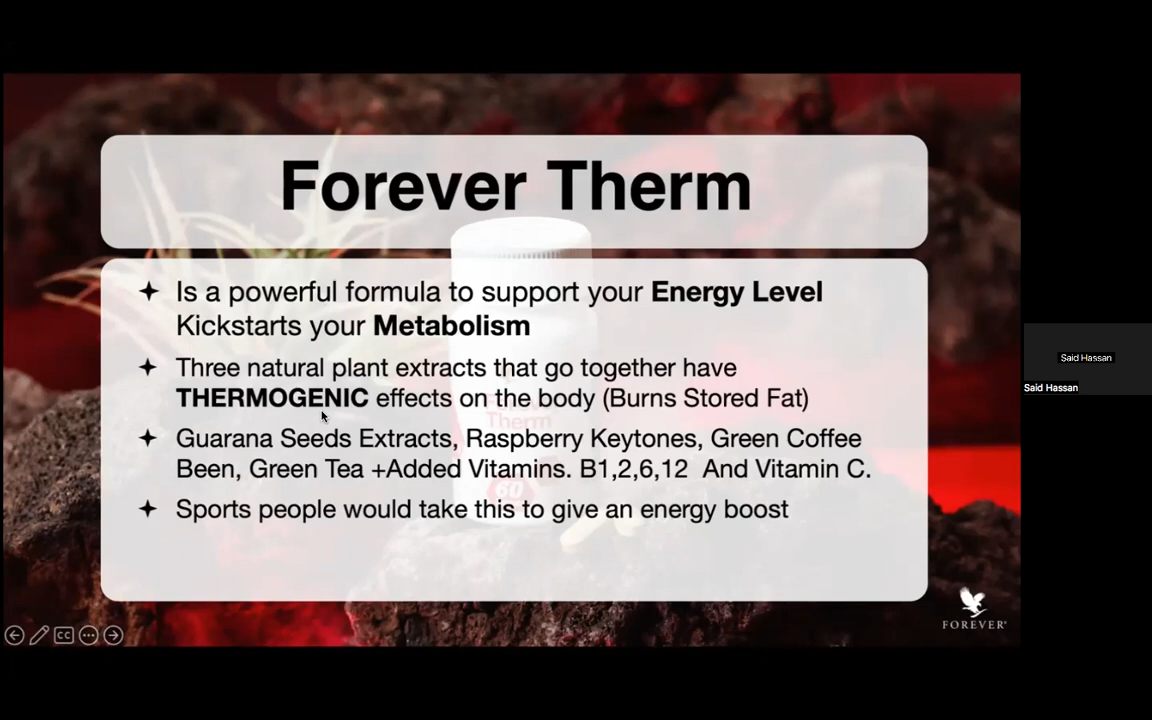 Forever Therm
Is a powerful formula to support your Energy Level
Kickstarts your Metabolism
Three natural plant extracts that go together have
THERMOGENIC effects on the body (Burns Stored Fat)
Guarana Seeds Extracts, Raspberry Keytones, Green Coffee
Been, Green Tea +Added Vitamins. B1,2,6,12 And Vitamin C.
Sports people would take this to give an energy boost
Therm
60
CC
FOREVER®
Said Hassan
Said Hassan